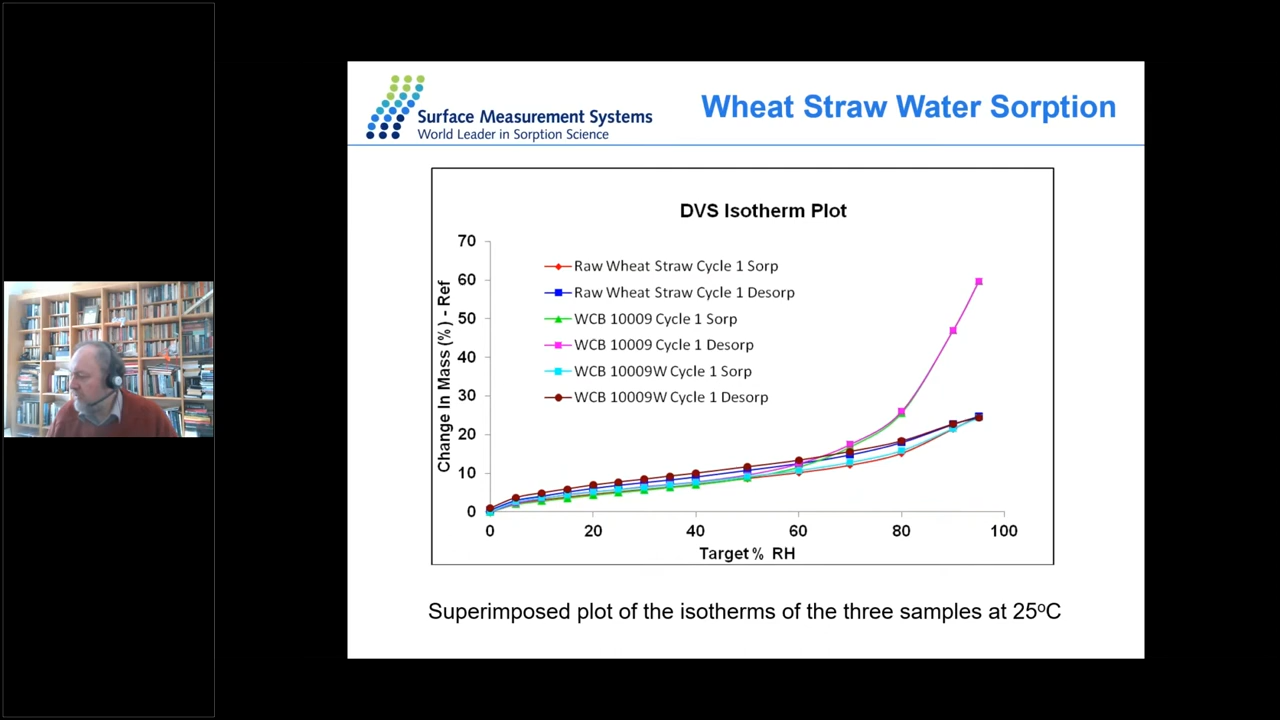 Surface Measurement Systems
World Leader in Sorption Science
Wheat Straw Water Sorption
DVS Isotherm Plot
Change In Mass (%) - Ref
70
60
50
40
30
20
10
0
Raw Wheat Straw Cycle 1 Sorp
Raw Wheat Straw Cycle 1 Desorp
WCB 10009 Cycle 1 Sorp
WCB 10009 Cycle 1 Desorp
WCB 10009W Cycle 1 Sorp
WCB 10009W Cycle 1 Desorp
0 20 40 60 80 100
Target % RH
Superimposed plot of the isotherms of the three samples at 25ºC